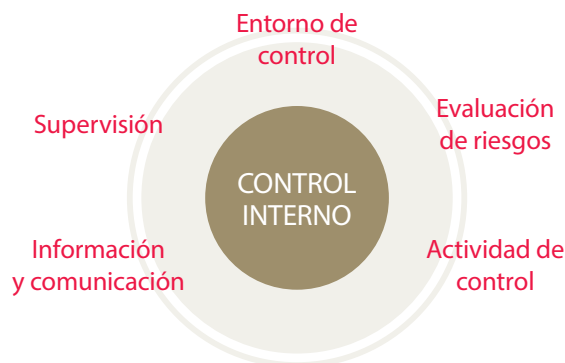 Entorno de
control
Evaluación
de riesgos
Actividad de
control
Información
y comunicación
Supervisión
CONTROL
INTERNO